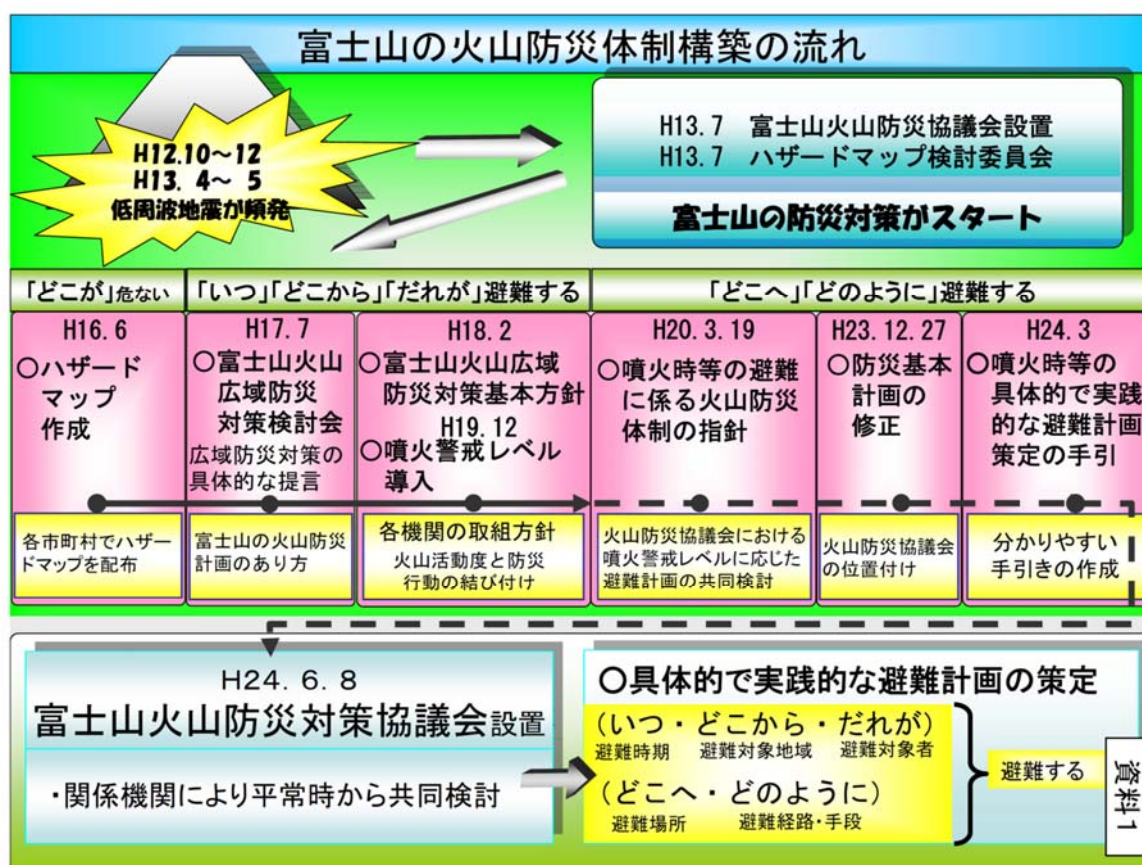 富士山の火山防災体制構築の流れ
H12.10～12
H13. 4～ 5
低周波地震が頻発
H13. 7　富士山火山防災協議会設置
H13. 7　ハザードマップ検討委員会
富士山の防災対策がスタート
「どこが」危ない
「いつ」「どこから」「だれが」避難する
「どこへ」「どのように」避難する
H16. 6
○ハザード
マップ
作成
各市町村でハザー
ドマップを配布
H17. 7
○富士山火山
広域防災
対策検討会
広域防災対策の
具体的な提言
富士山の火山防災
計画のあり方
H18. 2
○富士山火山広域
防災対策基本方針
H19. 12
○噴火警戒レベル
導入
各機関の取組方針
火山活動度と防災
行動の結び付け
H20. 3. 19
○噴火時等の避難
に係る火山防災
体制の指針
火山防災協議会における
噴火警戒レベルに応じた
避難計画の共同検討
H23. 12. 27
○防災基本
計画の
修正
火山防災協議会
の位置付け
H24. 3
○噴火時等の
具体的で実践
的な避難計画
策定の手引
分かりやすい
手引きの作成
H24. 6. 8
富士山火山防災対策協議会設置
・関係機関により平常時から共同検討
○具体的で実践的な避難計画の策定
（いつ・どこから・だれが）
避難時期　避難対象地域　避難対象者
（どこへ・どのように）
避難場所　避難経路・手段
避難する
資料1